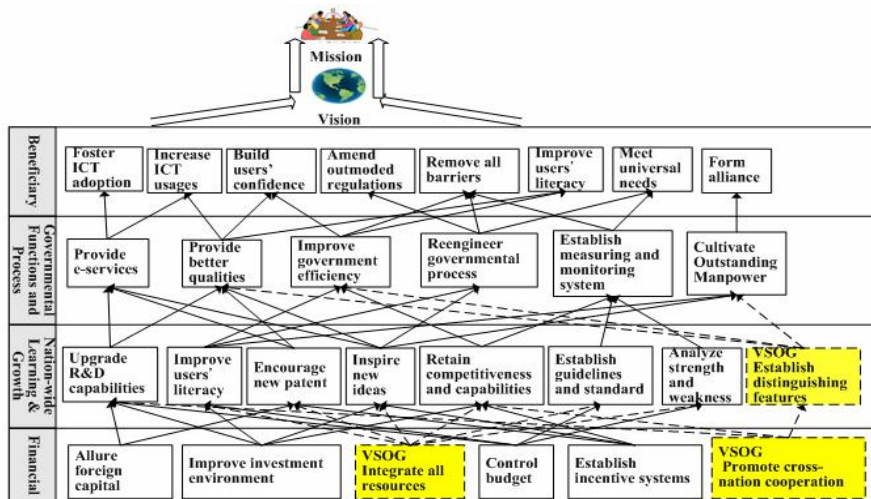 Mission
Vision
Beneficiary
Foster
ICT
adoption
Increase
ICT
usages
Build
users'
confidence
Amend
outmoded
regulations
Remove all
barriers
Improve
users'
literacy
Meet
universal
needs
Form
alliance
Governmental
Functions and
Process
Provide
e-services
Provide
better
qualities
Improve
government
efficiency
Reengineer
governmental
process
Establish
measuring and
monitoring
system
Cultivate
Outstanding
Manpower
Nation-wide
Learning &
Growth
Upgrade
R&D
capabilities
Improve
users'
literacy
Encourage
new patent
Inspire
new
ideas
Retain
competitiveness
and capabilities
Establish
guidelines
and standard
Analyze
strength
and
weakness
VSOG
Establish
distinguishing
features
Financial
Allure
foreign
capital
Improve investment
environment
VSOG
Integrate all
resources
Control
budget
Establish
incentive systems
VSOG
Promote cross-
nation cooperation